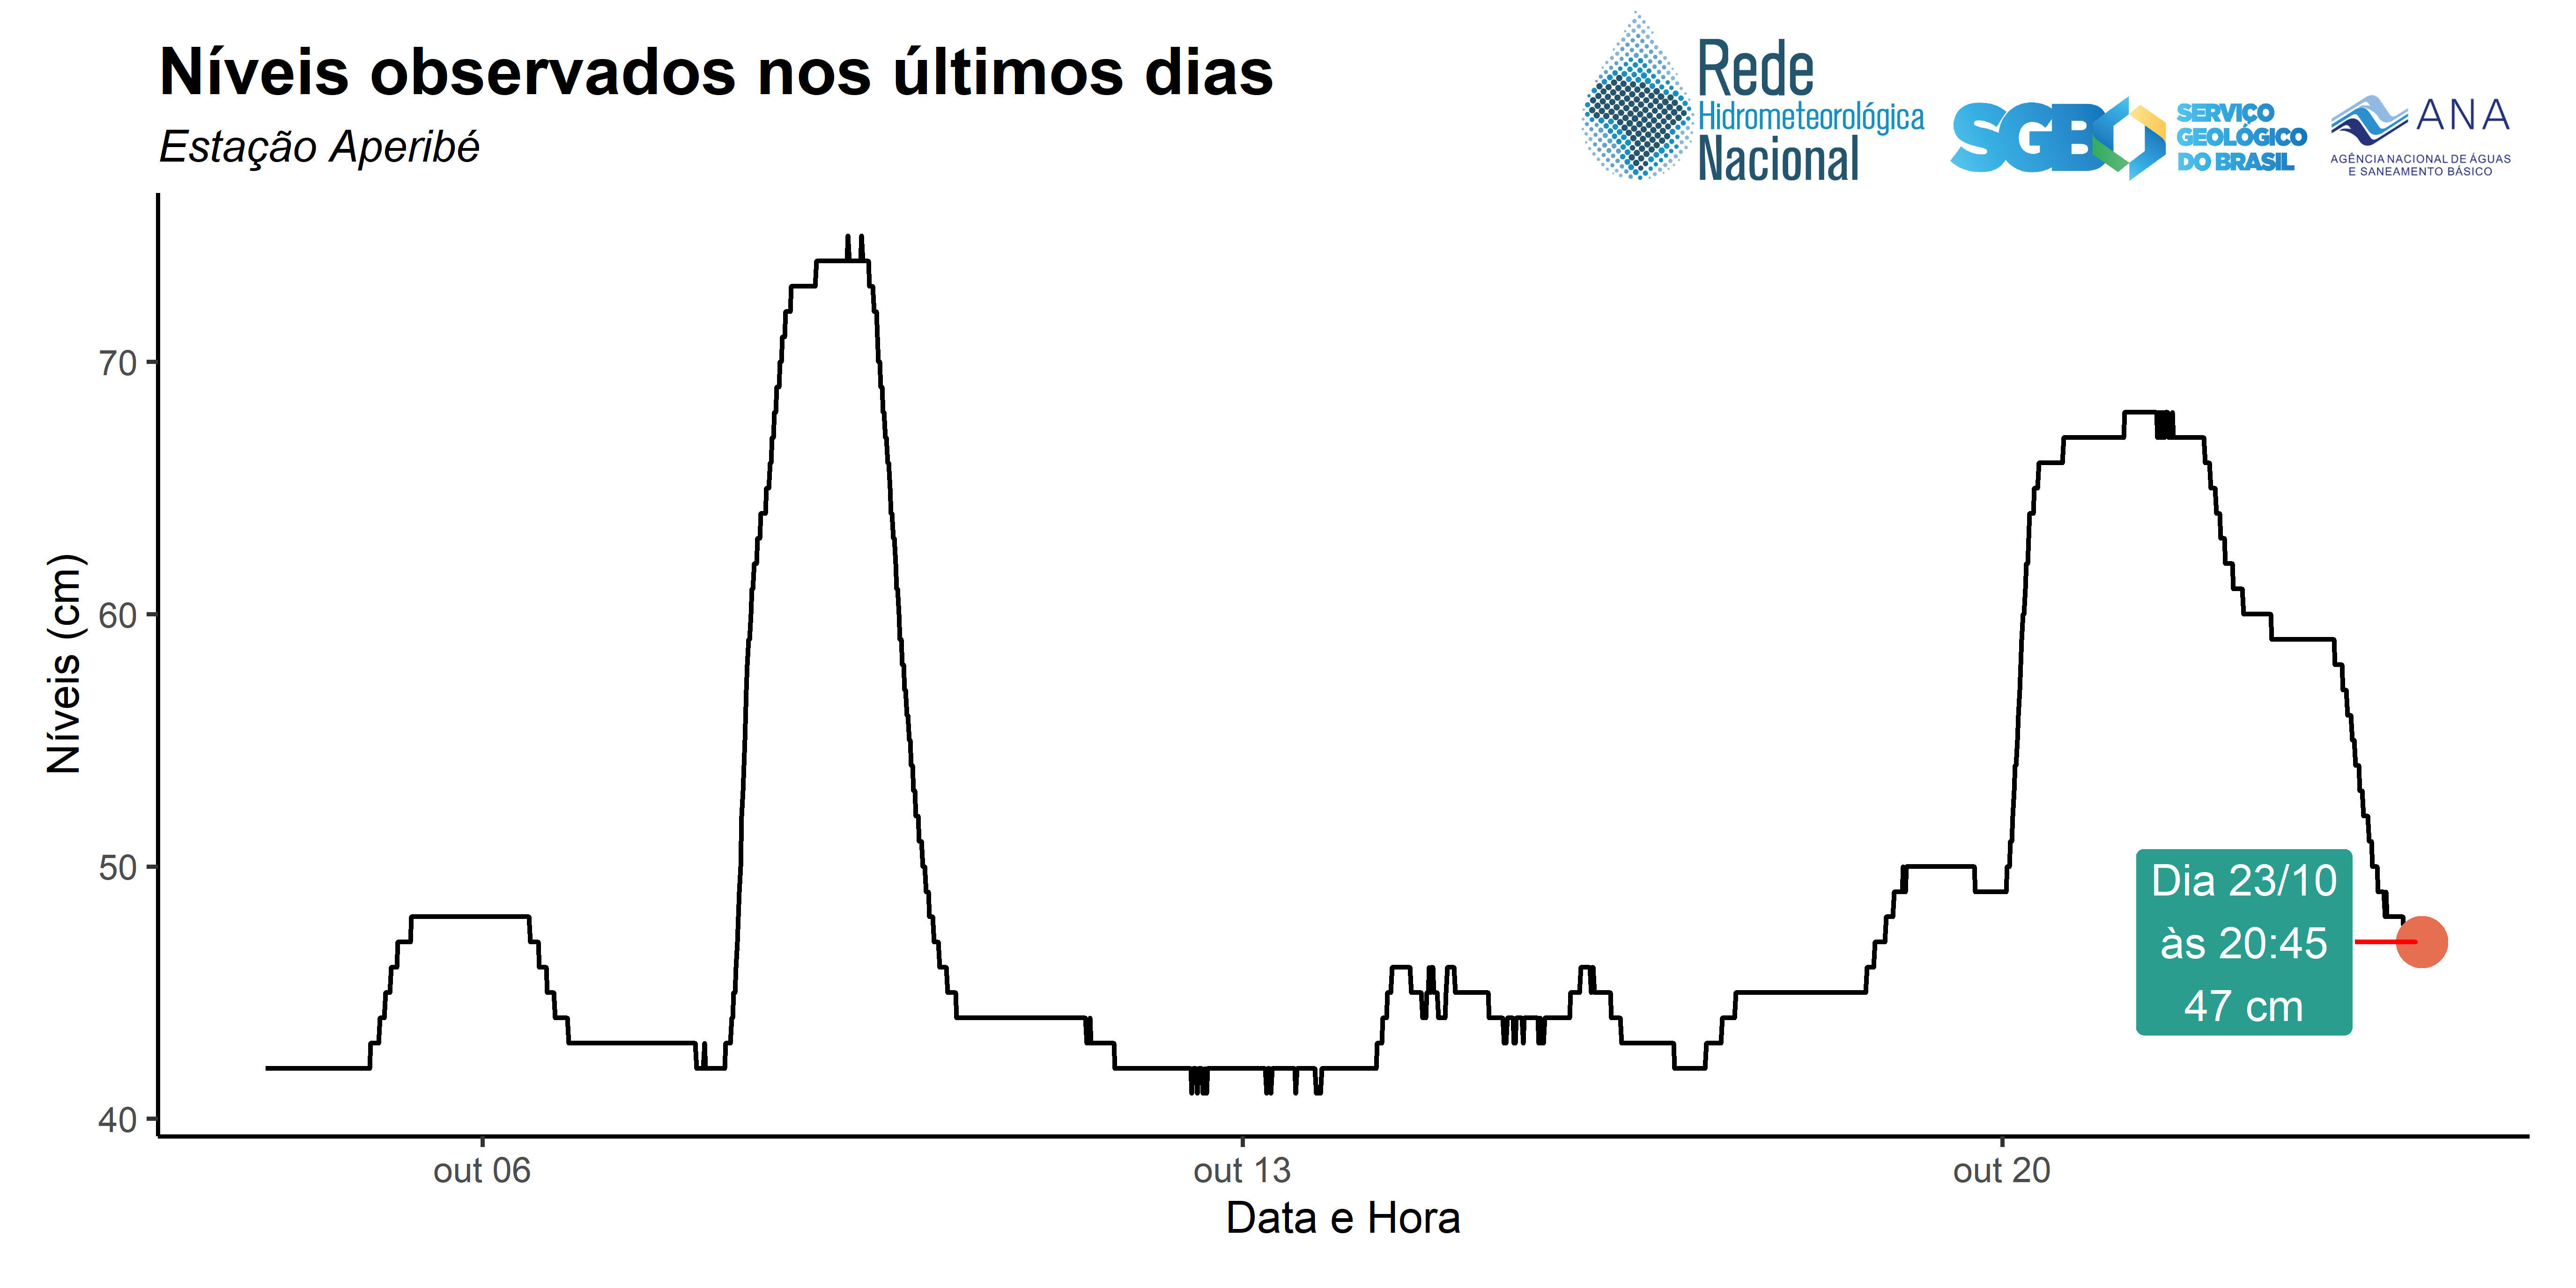 Níveis observados nos últimos dias
Estação Aperibé
Rede
Hidrometeorológica
Nacional
SGB
SERVIÇO
GEOLÓGICO
DO BRASIL
ANA
AGÊNCIA NACIONAL DE ÁGUAS
E SANEAMENTO BÁSICO
Níveis (cm)
70
60
50
40
Dia 23/10
às 20:45
47 cm
out 06
out 13
out 20
Data e Hora